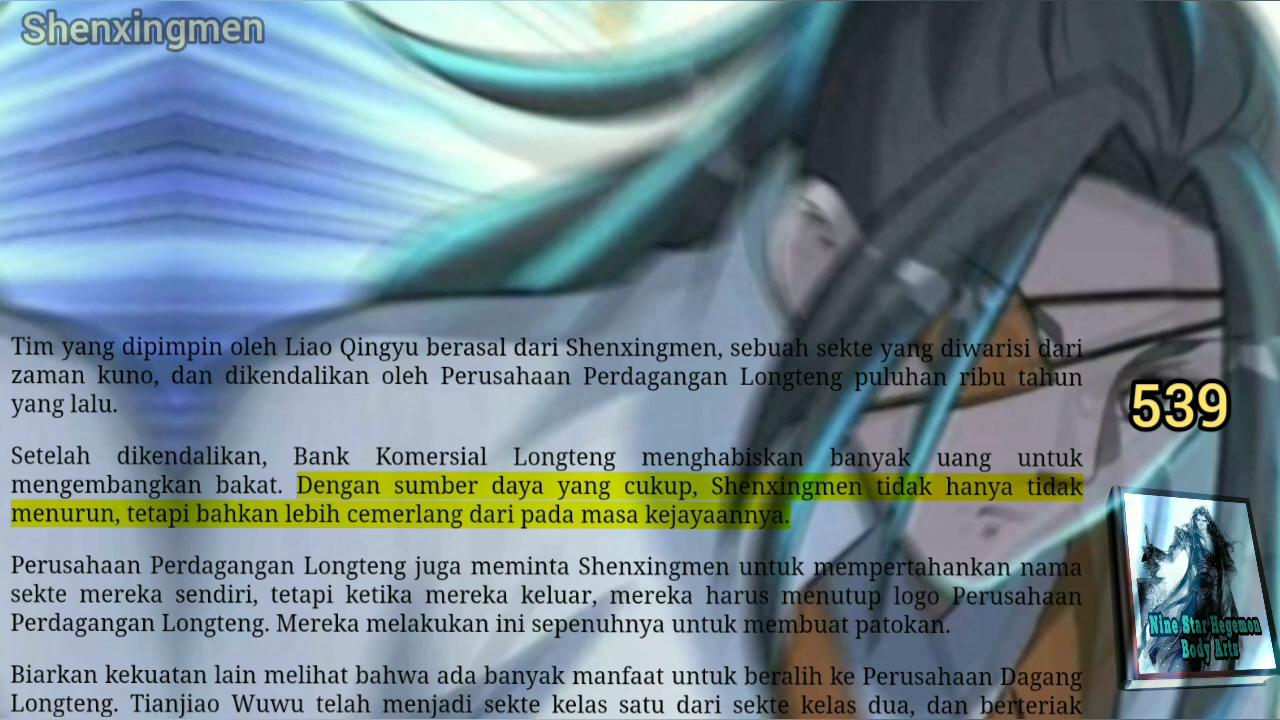 Shenxingmen
Tim yang dipimpin oleh Liao Qingyu berasal dari Shenxingmen, sebuah sekte yang diwarisi dari
zaman kuno, dan dikendalikan oleh Perusahaan Perdagangan Longteng puluhan ribu tahun
yang lalu.
Setelah dikendalikan, Bank Komersial Longteng menghabiskan banyak uang untuk
mengembangkan bakat. Dengan sumber daya yang cukup, Shenxingmen tidak hanya tidak
menurun, tetapi bahkan lebih cemerlang dari pada masa kejayaannya.
Perusahaan Perdagangan Longteng juga meminta Shenxingmen untuk mempertahankan nama
sekte mereka sendiri, tetapi ketika mereka keluar, mereka harus menutup logo Perusahaan
Perdagangan Longteng. Mereka melakukan ini sepenuhnya untuk membuat patokan.
Biarkan kekuatan lain melihat bahwa ada banyak manfaat untuk beralih ke Perusahaan Dagang
Longteng. Tianjiao Wuwu telah menjadi sekte kelas satu dari sekte kelas dua, dan berteriak
539
Nine Star Hegemon
Body Arts